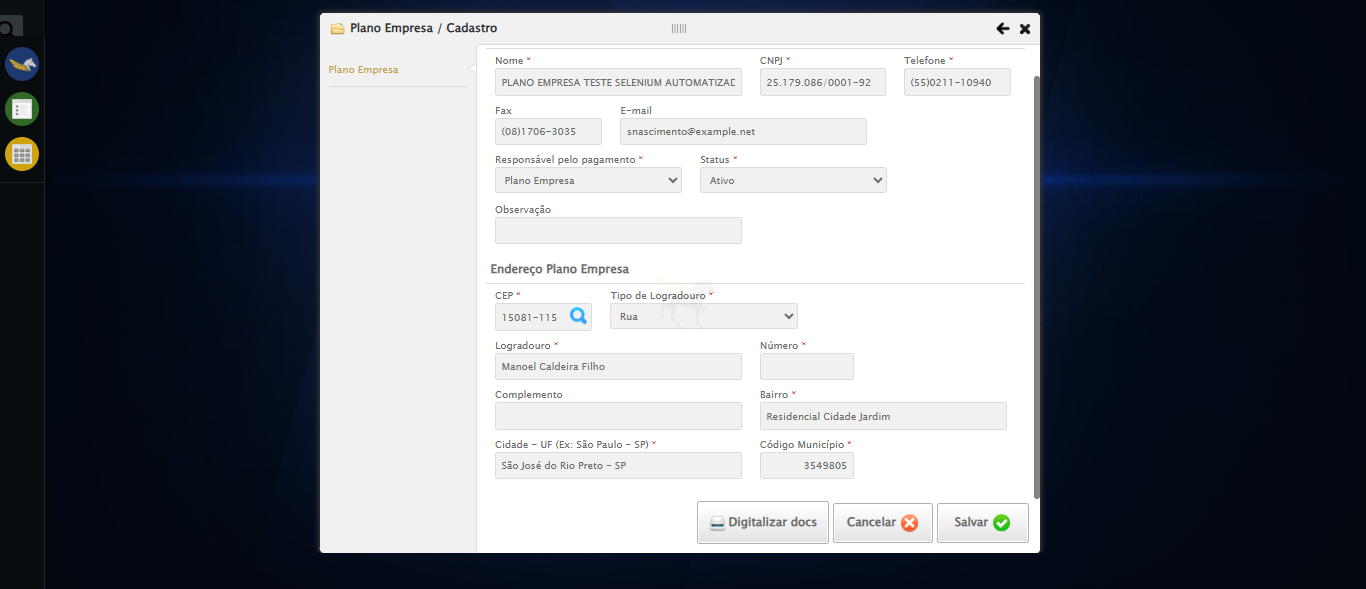 Plano Empresa / Cadastro
Plano Empresa
Nome * CNPJ * Telefone *
PLANO EMPRESA TESTE SELENIUM AUTOMATIZAD 25.179.086/0001-92 (55)0211-10940
Fax E-mail
(08)1706-3035 snascimento@example.net
Responsável pelo pagamento * Status *
Plano Empresa Ativo
Observação
Endereço Plano Empresa
CEP * Tipo de Logradouro *
15081-115 Rua
Logradouro * Número *
Manoel Caldeira Filho
Complemento Bairro *
Residencial Cidade Jardim
Cidade - UF (Ex: São Paulo - SP) * Código Município *
São José do Rio Preto - SP 3549805
Digitalizar docs Cancelar Salvar